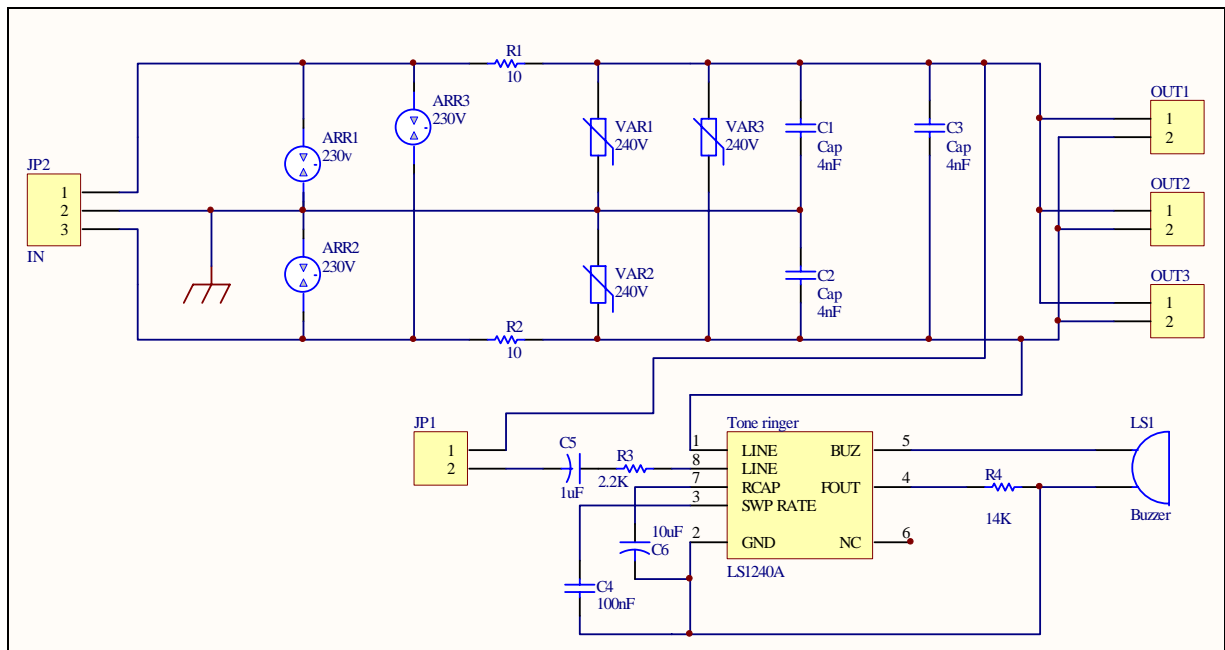 R1
10
ARR3
230V
ARR1
230v
VAR1
240V
VAR3
240V
C1
Cap
4nF
C3
Cap
4nF
OUT1
1
2
JP2
1
2
3
IN
OUT2
1
2
ARR2
230V
VAR2
240V
C2
Cap
4nF
OUT3
1
2
R2
10
JP1
1
2
C5
1uF
R3
2.2K
Tone ringer
1 LINE BUZ 5
8 LINE
7 RCAP FOUT 4
3 SWP RATE
2 GND NC 6
LS1240A
LS1
Buzzer
R4
14K
10uF
C6
C4
100nF